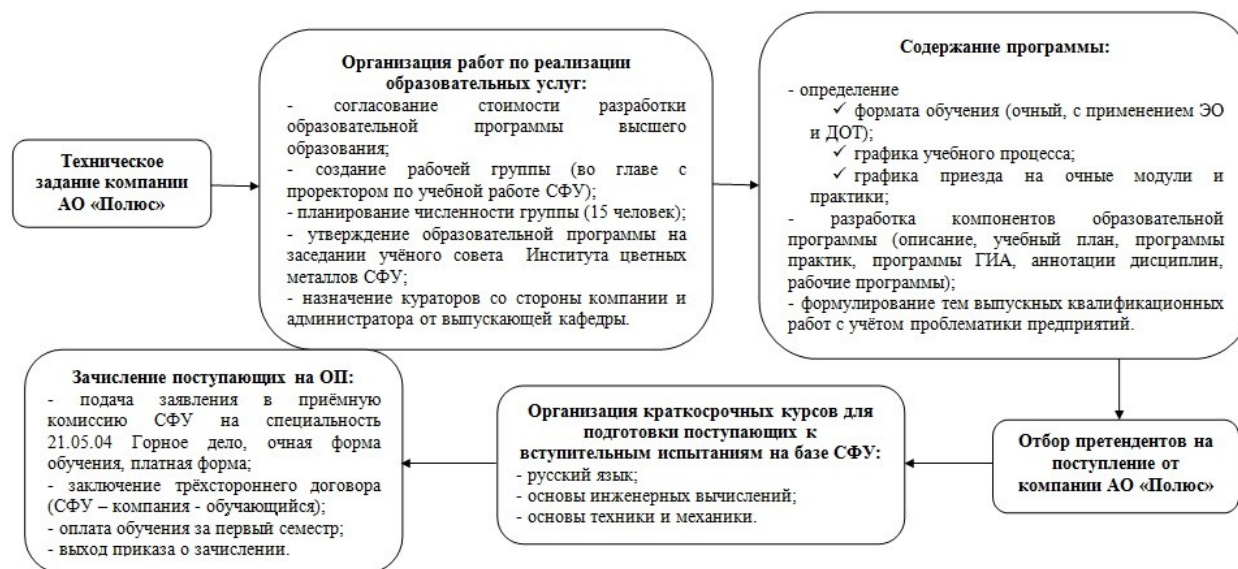 Техническое
задание компании
АО «Полюс»
Организация работ по реализации
образовательных услуг:
- согласование стоимости разработки
образовательной программы высшего
образования;
- создание рабочей группы (во главе с
проректором по учебной работе СФУ);
- планирование численности группы (15 человек);
- утверждение образовательной программы на
заседании учёного совета Института цветных
металлов СФУ;
- назначение кураторов со стороны компании и
администратора от выпускающей кафедры.
Содержание программы:
- определение
✓ формата обучения (очный, с применением ЭО
и ДОТ);
✓ графика учебного процесса;
✓ графика приезда на очные модули и
практики;
- разработка компонентов образовательной
программы (описание, учебный план, программы
практик, программы ГИА, аннотации дисциплин,
рабочие программы);
- формулирование тем выпускных квалификационных
работ с учётом проблематики предприятий.
Отбор претендентов на
поступление от
компании АО «Полюс»
Организация краткосрочных курсов для
подготовки поступающих к
вступительным испытаниям на базе СФУ:
- русский язык;
- основы инженерных вычислений;
- основы техники и механики.
Зачисление поступающих на ОП:
- подача заявления в приёмную
комиссию СФУ на специальность
21.05.04 Горное дело, очная форма
обучения, платная форма;
- заключение трёхстороннего договора
(СФУ – компания - обучающийся);
- оплата обучения за первый семестр;
- выход приказа о зачислении.